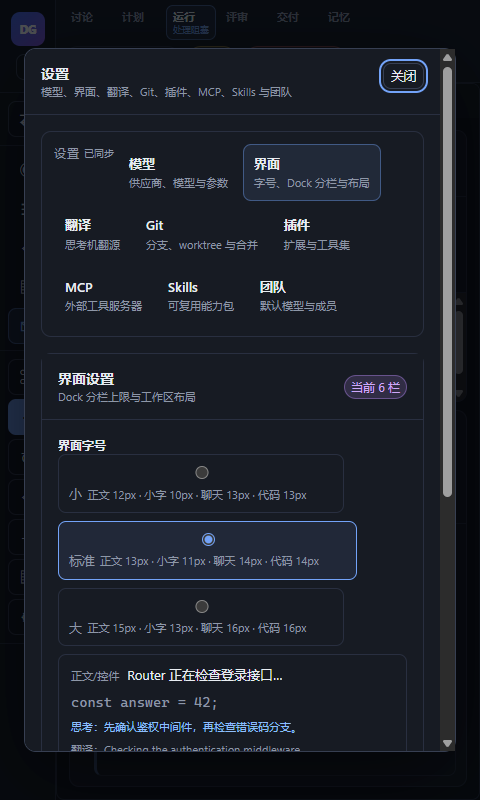 DG
讨论
计划
运行
评审
交付
记忆
处理阻塞
设置
模型、界面、翻译、Git、插件、MCP、Skills 与团队
关闭
设置 已同步
模型
供应商、模型与参数
界面
字号、Dock 分栏与布局
翻译
思考机翻源
Git
分支、worktree 与合并
插件
扩展与工具集
MCP
外部工具服务器
Skills
可复用能力包
团队
默认模型与成员
界面设置
Dock 分栏上限与工作区布局
当前 6 栏
界面字号
小 正文 12px · 小字 10px · 聊天 13px · 代码 13px
标准 正文 13px · 小字 11px · 聊天 14px · 代码 14px
大 正文 15px · 小字 13px · 聊天 16px · 代码 16px
正文/控件 Router 正在检查登录接口...
const answer = 42;
思考：先确认鉴权中间件，再检查错误码分支。
翻译：Checking the authentication middleware